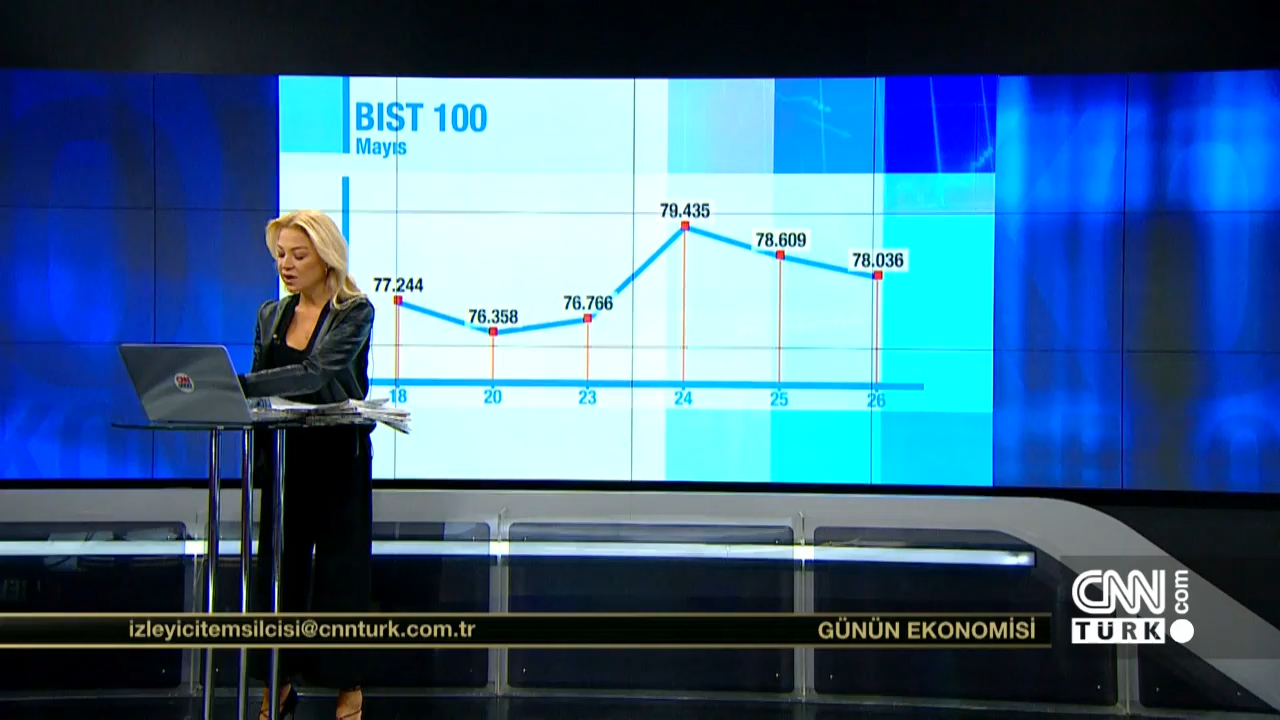 BIST 100
Mayıs
79.435
78.609
78.036
77.244
76.766
76.358
18 20 23 24 25 26
CNN
izleyicitemsilcisi@cnnturk.com.tr
GÜNÜN EKONOMİSİ
CNN
TÜRK.com